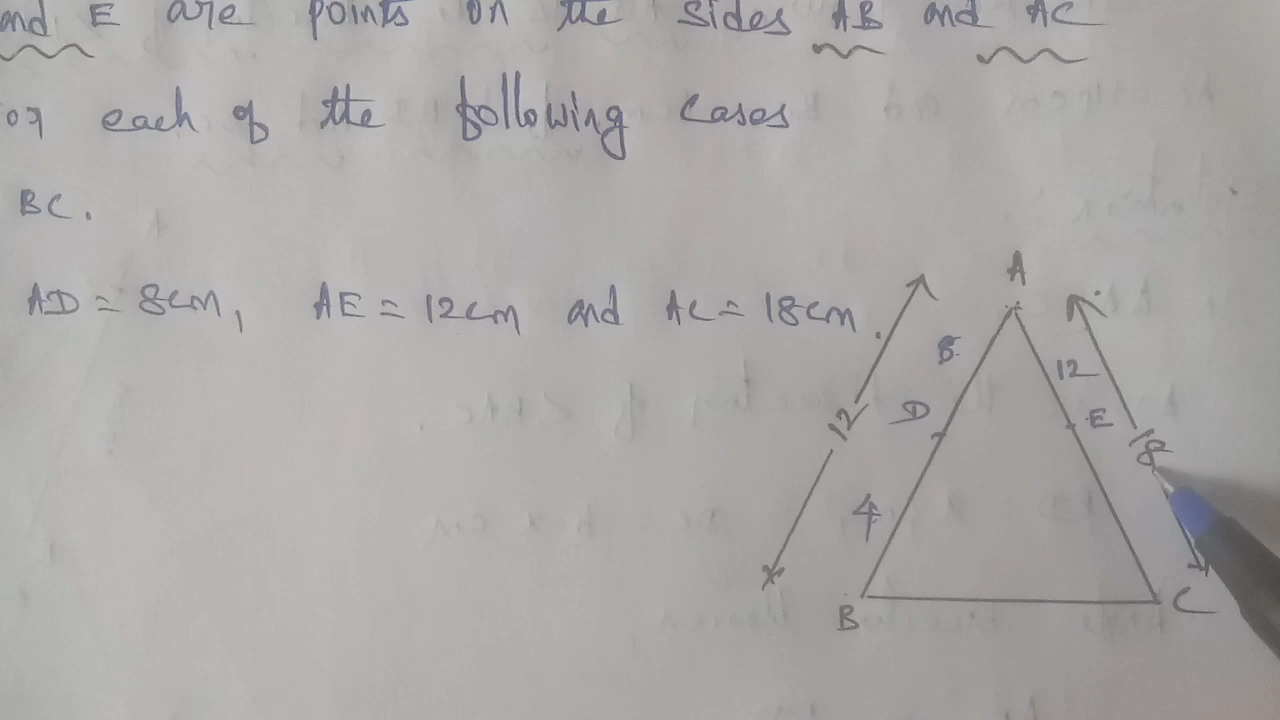 and E are points on the sides AB and AC
or each of the following cases
BC.
AD = 8cm, AE = 12cm and AC = 18cm.
A
8
12
12
D
E
18
4
B
C